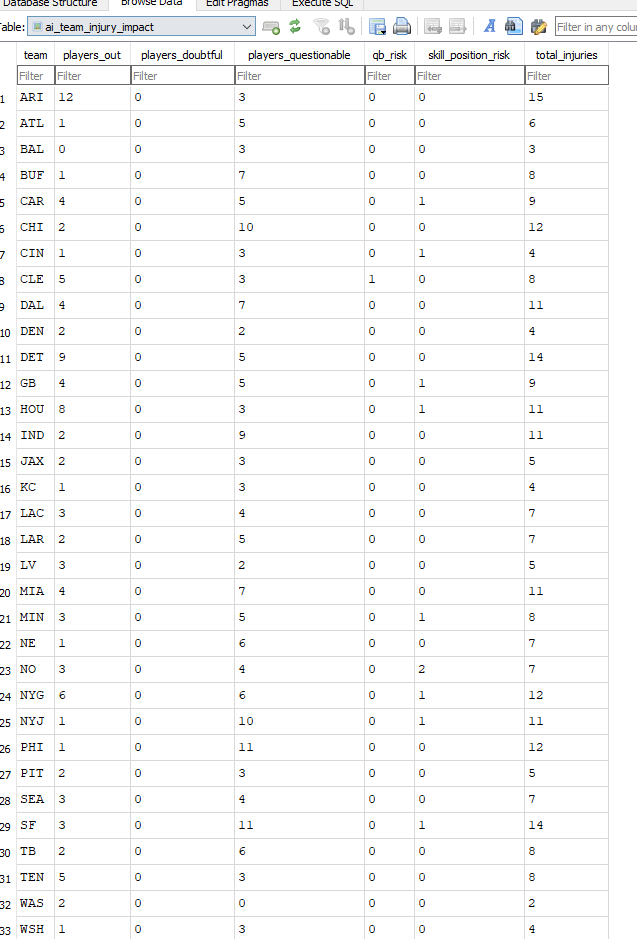 Database Structure Browse Data Edit Pragmas Execute SQL
Table: ai_team_injury_impact Filter in any colum
team players_out players_doubtful players_questionable qb_risk skill_position_risk total_injuries
Filter Filter Filter Filter Filter Filter Filter
1 ARI 12 0 3 0 0 15
2 ATL 1 0 5 0 0 6
3 BAL 0 0 3 0 0 3
4 BUF 1 0 7 0 0 8
5 CAR 4 0 5 0 1 9
6 CHI 2 0 10 0 0 12
7 CIN 1 0 3 0 1 4
8 CLE 5 0 3 1 0 8
9 DAL 4 0 7 0 0 11
10 DEN 2 0 2 0 0 4
11 DET 9 0 5 0 0 14
12 GB 4 0 5 0 1 9
13 HOU 8 0 3 0 1 11
14 IND 2 0 9 0 0 11
15 JAX 2 0 3 0 0 5
16 KC 1 0 3 0 0 4
17 LAC 3 0 4 0 0 7
18 LAR 2 0 5 0 0 7
19 LV 3 0 2 0 0 5
20 MIA 4 0 7 0 0 11
21 MIN 3 0 5 0 1 8
22 NE 1 0 6 0 0 7
23 NO 3 0 4 0 2 7
24 NYG 6 0 6 0 1 12
25 NYJ 1 0 10 0 1 11
26 PHI 1 0 11 0 0 12
27 PIT 2 0 3 0 0 5
28 SEA 3 0 4 0 0 7
29 SF 3 0 11 0 1 14
30 TB 2 0 6 0 0 8
31 TEN 5 0 3 0 0 8
32 WAS 2 0 0 0 0 2
33 WSH 1 0 3 0 0 4